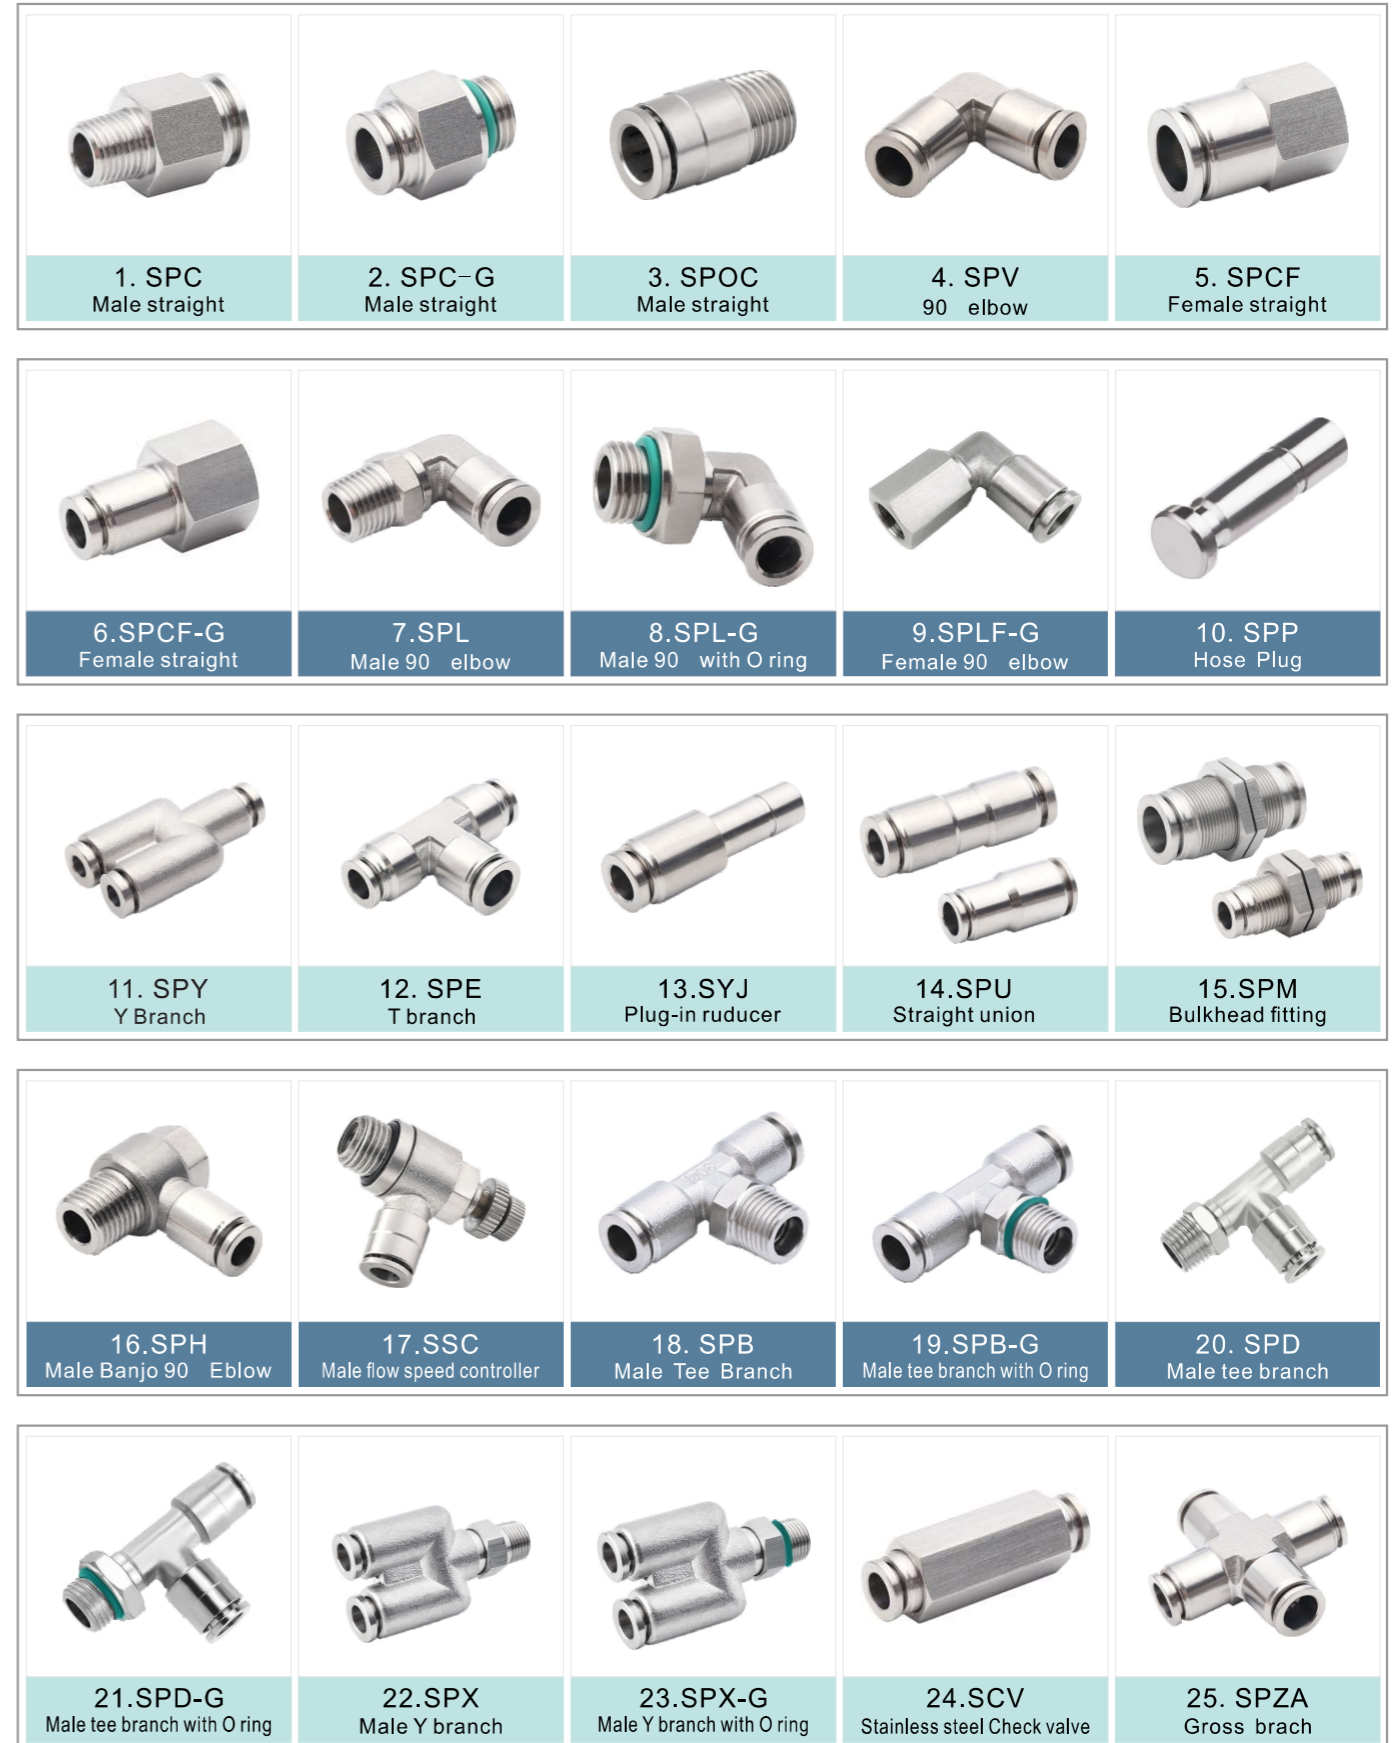 1. SPC
Male straight
2. SPC-G
Male straight
3. SPOC
Male straight
4. SPV
90 elbow
5. SPCF
Female straight
6.SPCF-G
Female straight
7.SPL
Male 90 elbow
8.SPL-G
Male 90 with O ring
9.SPLF-G
Female 90 elbow
10. SPP
Hose Plug
11. SPY
Y Branch
12. SPE
T branch
13.SYJ
Plug-in ruducer
14.SPU
Straight union
15.SPM
Bulkhead fitting
16.SPH
Male Banjo 90 Eblow
17.SSC
Male flow speed controller
18. SPB
Male Tee Branch
19.SPB-G
Male tee branch with O ring
20. SPD
Male tee branch
21.SPD-G
Male tee branch with O ring
22.SPX
Male Y branch
23.SPX-G
Male Y branch with O ring
24.SCV
Stainless steel Check valve
25. SPZA
Gross brach